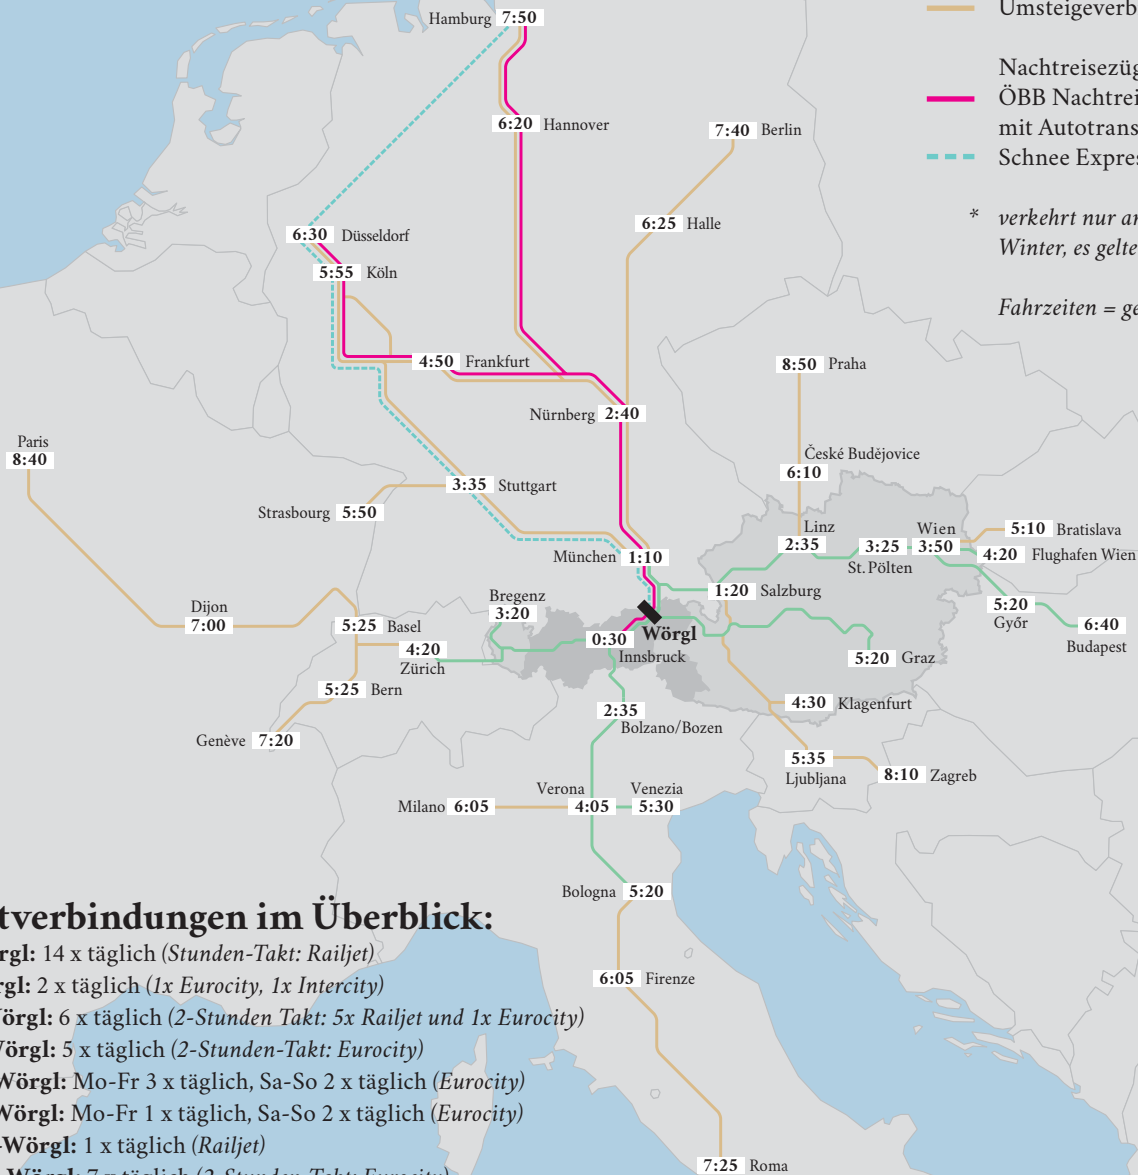 Hamburg 7:50
Umsteigeverb
Nachtreisezüg
ÖBB Nachtrei
mit Autotrans
Schnee Expres
* verkehrt nur an
Winter, es gelte
Fahrzeiten = ge
6:20 Hannover
7:40 Berlin
6:25 Halle
6:30 Düsseldorf
5:55 Köln
4:50 Frankfurt
8:50 Praha
Nürnberg 2:40
Paris
8:40
České Budějovice
6:10
3:35 Stuttgart
Strasbourg 5:50
Linz
2:35
Wien
3:25 3:50
St. Pölten
5:10 Bratislava
4:20 Flughafen Wien
München 1:10
1:20 Salzburg
Bregenz
3:20
5:20
Győr
6:40
Budapest
Dijon
7:00
5:25 Basel
4:20
Zürich
0:30
Innsbruck
Wörgl
5:20 Graz
5:25 Bern
4:30 Klagenfurt
2:35
Bolzano/Bozen
Genève 7:20
5:35
Ljubljana
8:10 Zagreb
Verona Venezia
Milano 6:05 4:05 5:30
Bologna 5:20
6:05 Firenze
7:25 Roma
tverbindungen im Überblick:
rgl: 14 x täglich (Stunden-Takt: Railjet)
rgl: 2 x täglich (1x Eurocity, 1x Intercity)
Wörgl: 6 x täglich (2-Stunden Takt: 5x Railjet und 1x Eurocity)
Wörgl: 5 x täglich (2-Stunden-Takt: Eurocity)
Wörgl: Mo-Fr 3 x täglich, Sa-So 2 x täglich (Eurocity)
Wörgl: Mo-Fr 1 x täglich, Sa-So 2 x täglich (Eurocity)
-Wörgl: 1 x täglich (Railjet)
-Wörgl: 7 x täglich (2-Stunden-Takt: Eurocity)